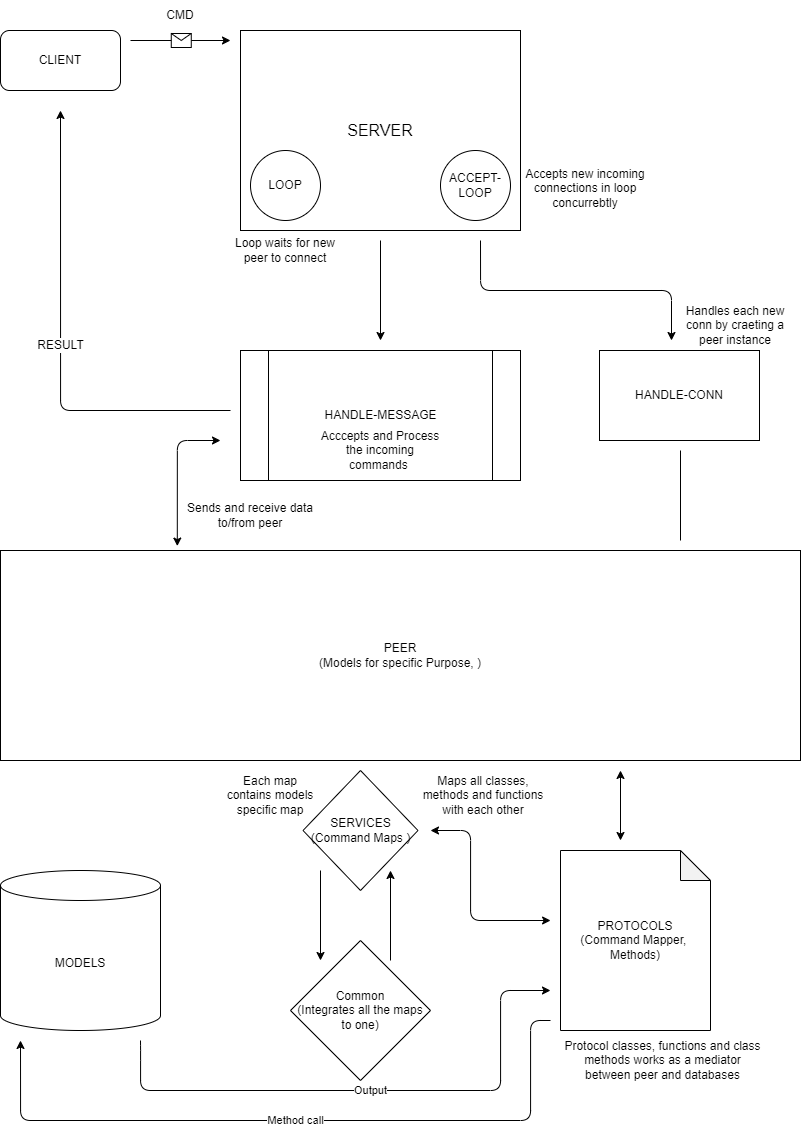 CMD
CLIENT
SERVER
LOOP
ACCEPT-
LOOP
Accepts new incoming
connections in loop
concurrebtly
Loop waits for new
peer to connect
Handles each new
conn by craeting a
peer instance
RESULT
HANDLE-MESSAGE
Acccepts and Process
the incoming
commands
HANDLE-CONN
Sends and receive data
to/from peer
PEER
(Models for specific Purpose, )
Each map
contains models
specific map
Maps all classes,
methods and functions
with each other
SERVICES
(Command Maps )
PROTOCOLS
(Command Mapper,
Methods)
MODELS
Common
(Integrates all the maps
to one)
Protocol classes, functions and class
methods works as a mediator
between peer and databases
Output
Method call